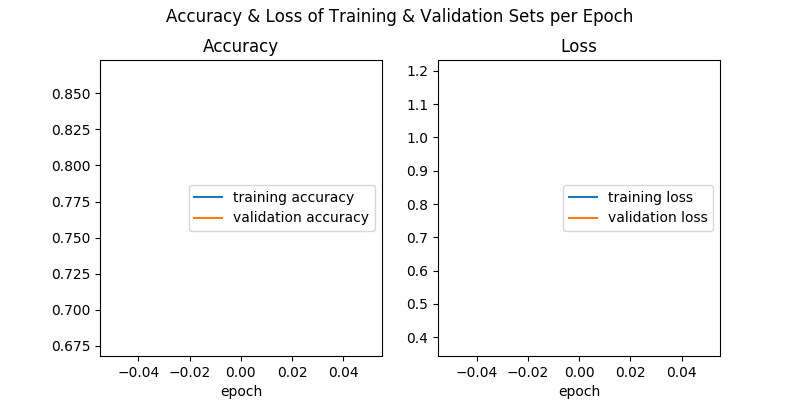 Accuracy & Loss of Training & Validation Sets per Epoch
Accuracy
0.850
0.825
0.800
0.775
0.750
0.725
0.700
0.675
training accuracy
validation accuracy
−0.04 −0.02 0.00 0.02 0.04
epoch
Loss
1.2
1.1
1.0
0.9
0.8
0.7
0.6
0.5
0.4
training loss
validation loss
−0.04 −0.02 0.00 0.02 0.04
epoch